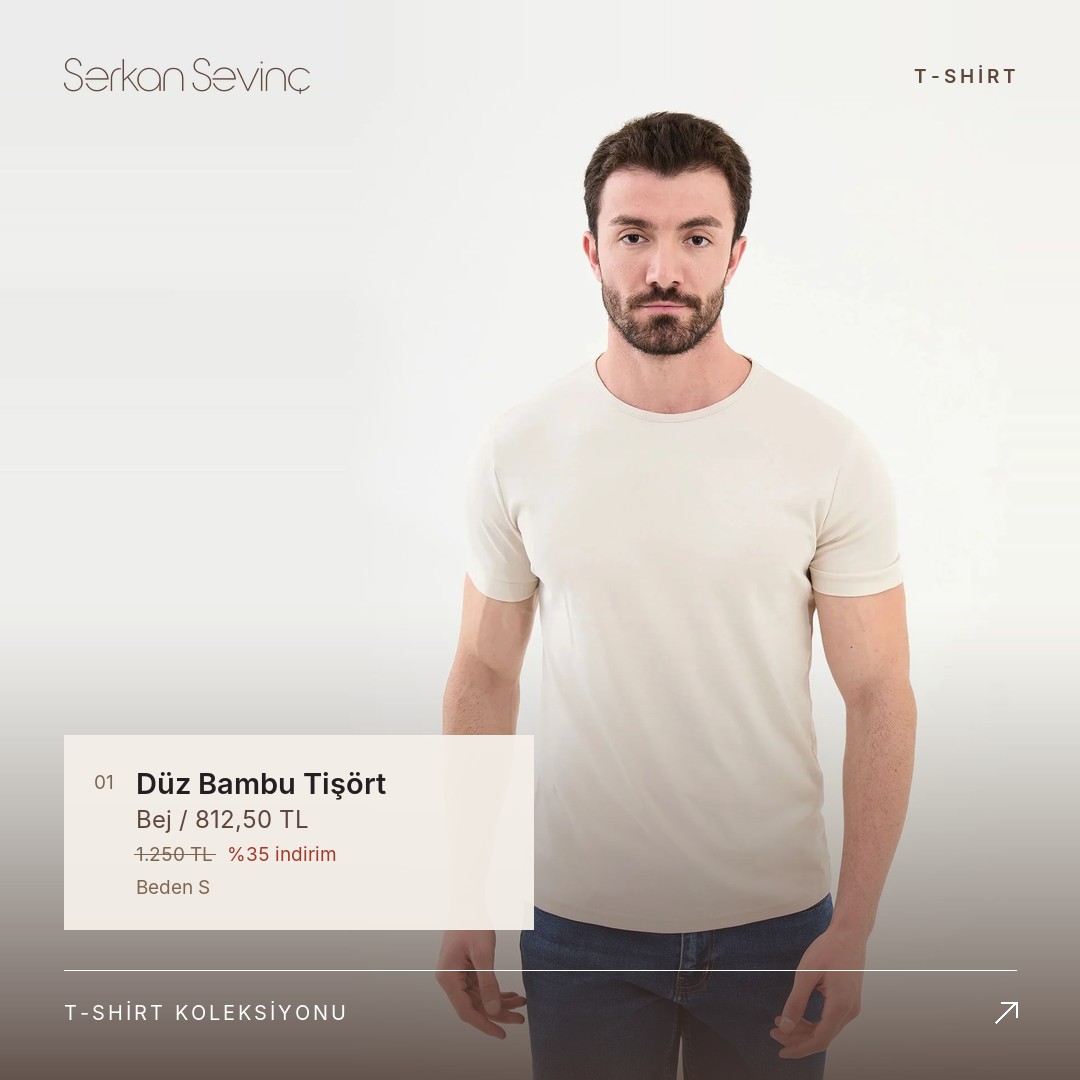 Serkan Sevinç
T-SHİRT
01 Düz Bambu Tişört
Bej / 812,50 TL
1.250 TL %35 indirim
Beden S
T-SHİRT KOLEKSİYONU